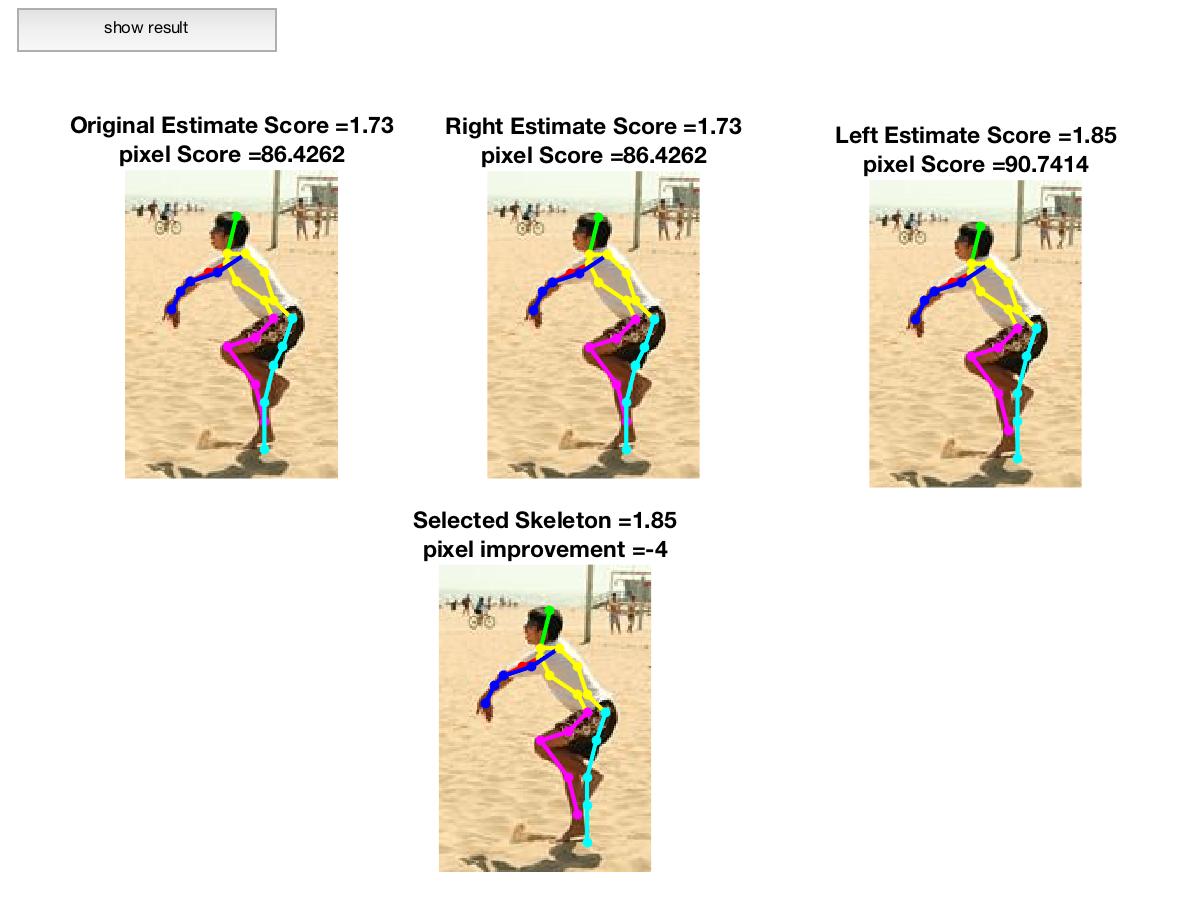 show result
Original Estimate Score =1.73
pixel Score =86.4262
Right Estimate Score =1.73
pixel Score =86.4262
Left Estimate Score =1.85
pixel Score =90.7414
Selected Skeleton =1.85
pixel improvement =-4